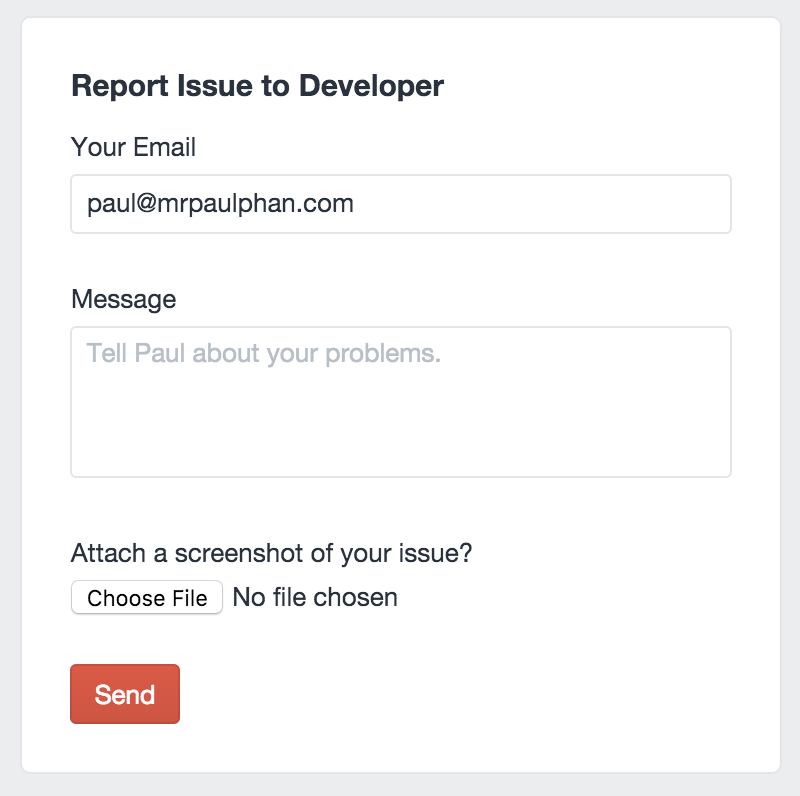 Report Issue to Developer
Your Email
paul@mrpaulphan.com
Message
Tell Paul about your problems.
Attach a screenshot of your issue?
Choose File No file chosen
Send